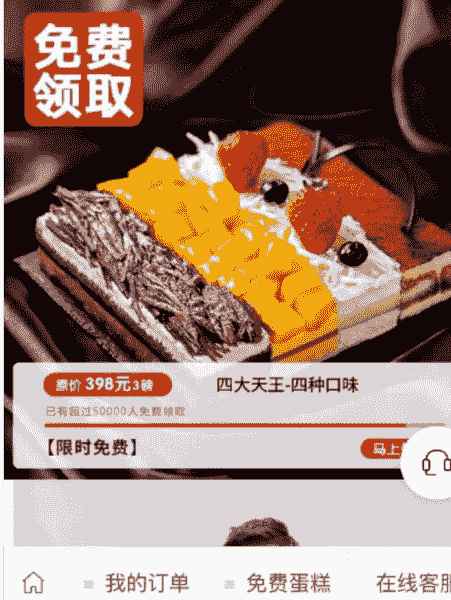 免费
领取
原价 398元3磅
四大天王-四种口味
已有超过50000人免费领取
【限时免费】
马上
我的订单
免费蛋糕
在线客服